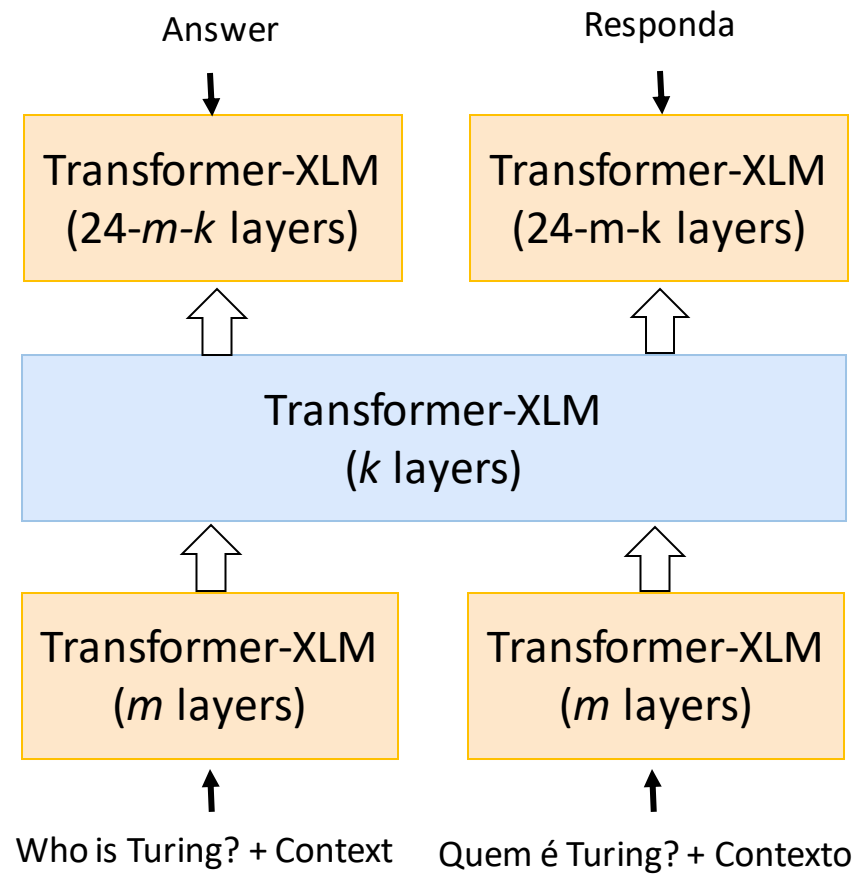 Answer
Responda
Transformer-XLM
(24-m-k layers)
Transformer-XLM
(24-m-k layers)
Transformer-XLM
(k layers)
Transformer-XLM
(m layers)
Transformer-XLM
(m layers)
Who is Turing? + Context
Quem é Turing? + Contexto